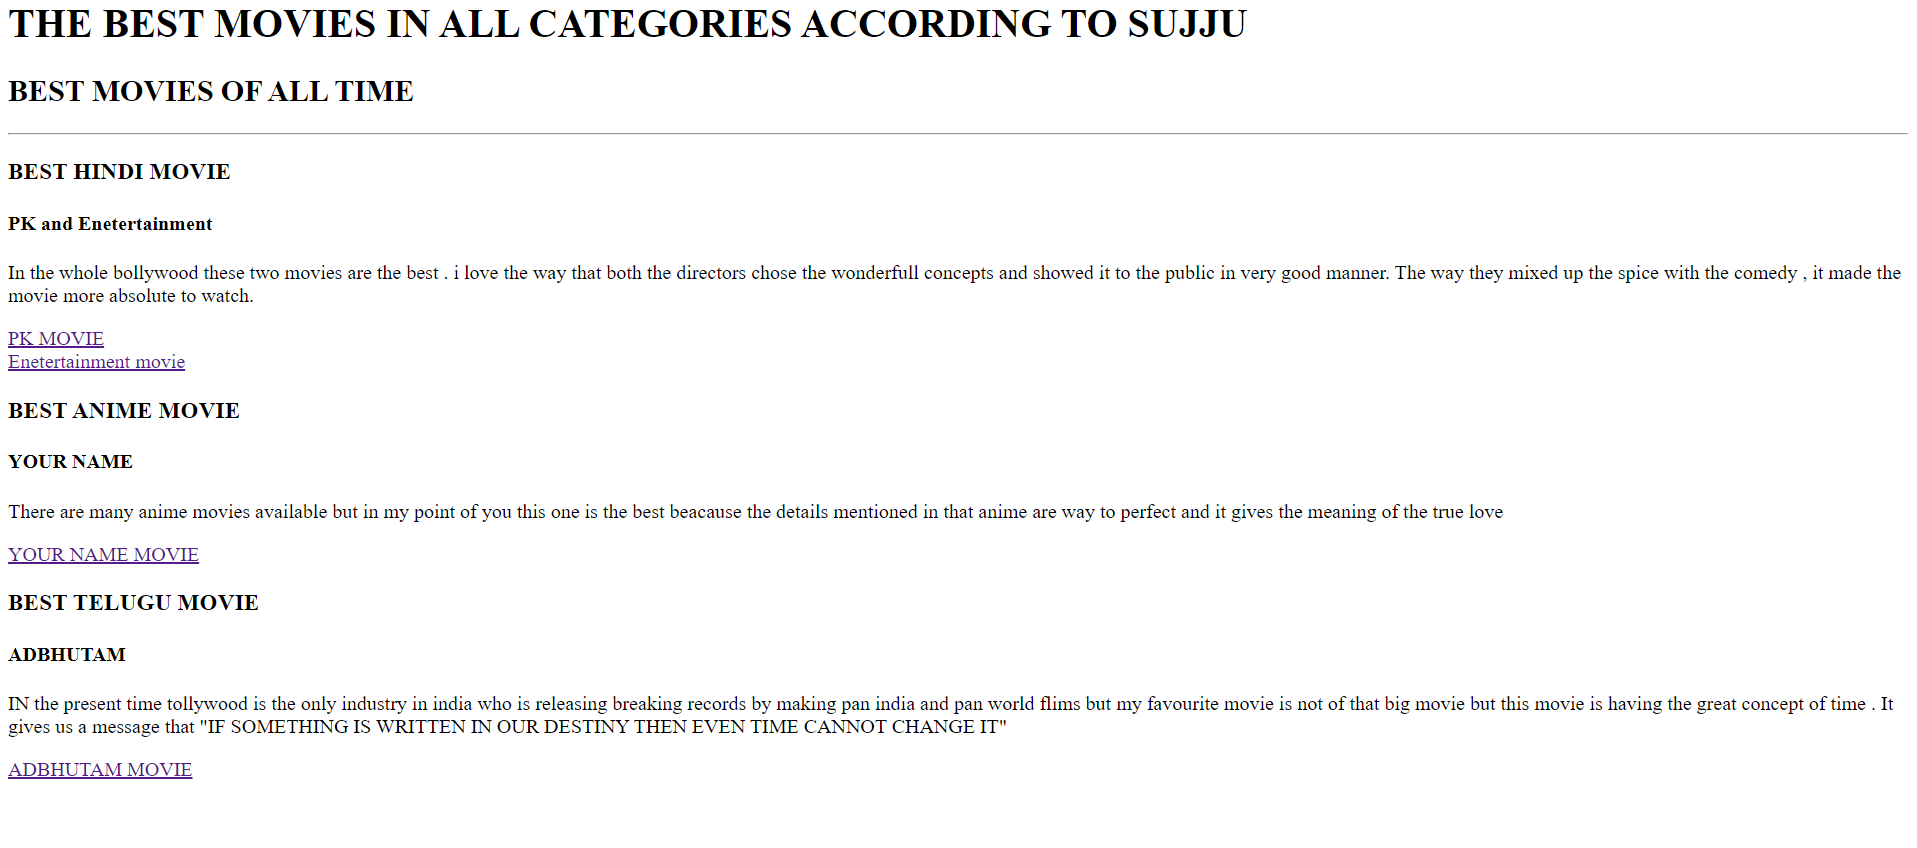 THE BEST MOVIES IN ALL CATEGORIES ACCORDING TO SUJJU
BEST MOVIES OF ALL TIME
BEST HINDI MOVIE
PK and Enetertainment
In the whole bollywood these two movies are the best . i love the way that both the directors chose the wonderfull concepts and showed it to the public in very good manner. The way they mixed up the spice with the comedy , it made the
movie more absolute to watch.
PK MOVIE
Enetertainment movie
BEST ANIME MOVIE
YOUR NAME
There are many anime movies available but in my point of you this one is the best beacause the details mentioned in that anime are way to perfect and it gives the meaning of the true love
YOUR NAME MOVIE
BEST TELUGU MOVIE
ADBHUTAM
IN the present time tollywood is the only industry in india who is releasing breaking records by making pan india and pan world flims but my favourite movie is not of that big movie but this movie is having the great concept of time . It
gives us a message that "IF SOMETHING IS WRITTEN IN OUR DESTINY THEN EVEN TIME CANNOT CHANGE IT"
ADBHUTAM MOVIE